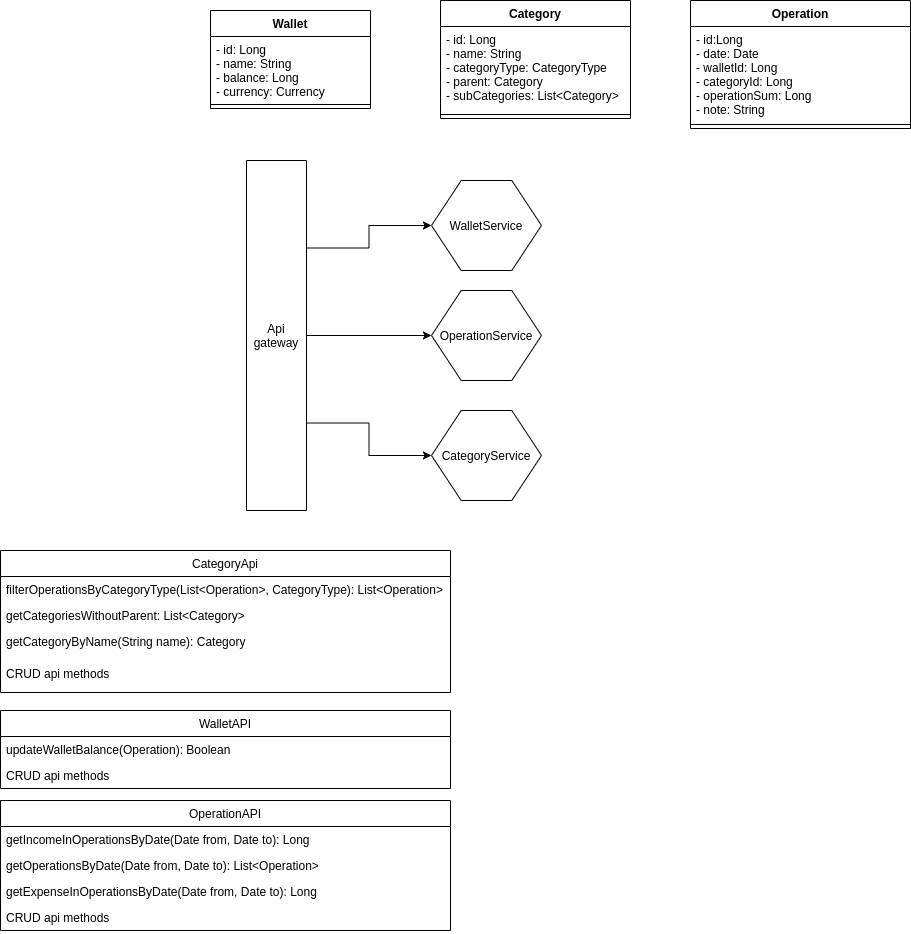 Wallet
- id: Long
- name: String
- balance: Long
- currency: Currency
Category
- id: Long
- name: String
- categoryType: CategoryType
- parent: Category
- subCategories: List<Category>
Operation
- id:Long
- date: Date
- walletId: Long
- categoryId: Long
- operationSum: Long
- note: String
Api
gateway
WalletService
OperationService
CategoryService
CategoryApi
filterOperationsByCategoryType(List<Operation>, CategoryType): List<Operation>
getCategoriesWithoutParent: List<Category>
getCategoryByName(String name): Category
CRUD api methods
WalletAPI
updateWalletBalance(Operation): Boolean
CRUD api methods
OperationAPI
getIncomeInOperationsByDate(Date from, Date to): Long
getOperationsByDate(Date from, Date to): List<Operation>
getExpenseInOperationsByDate(Date from, Date to): Long
CRUD api methods